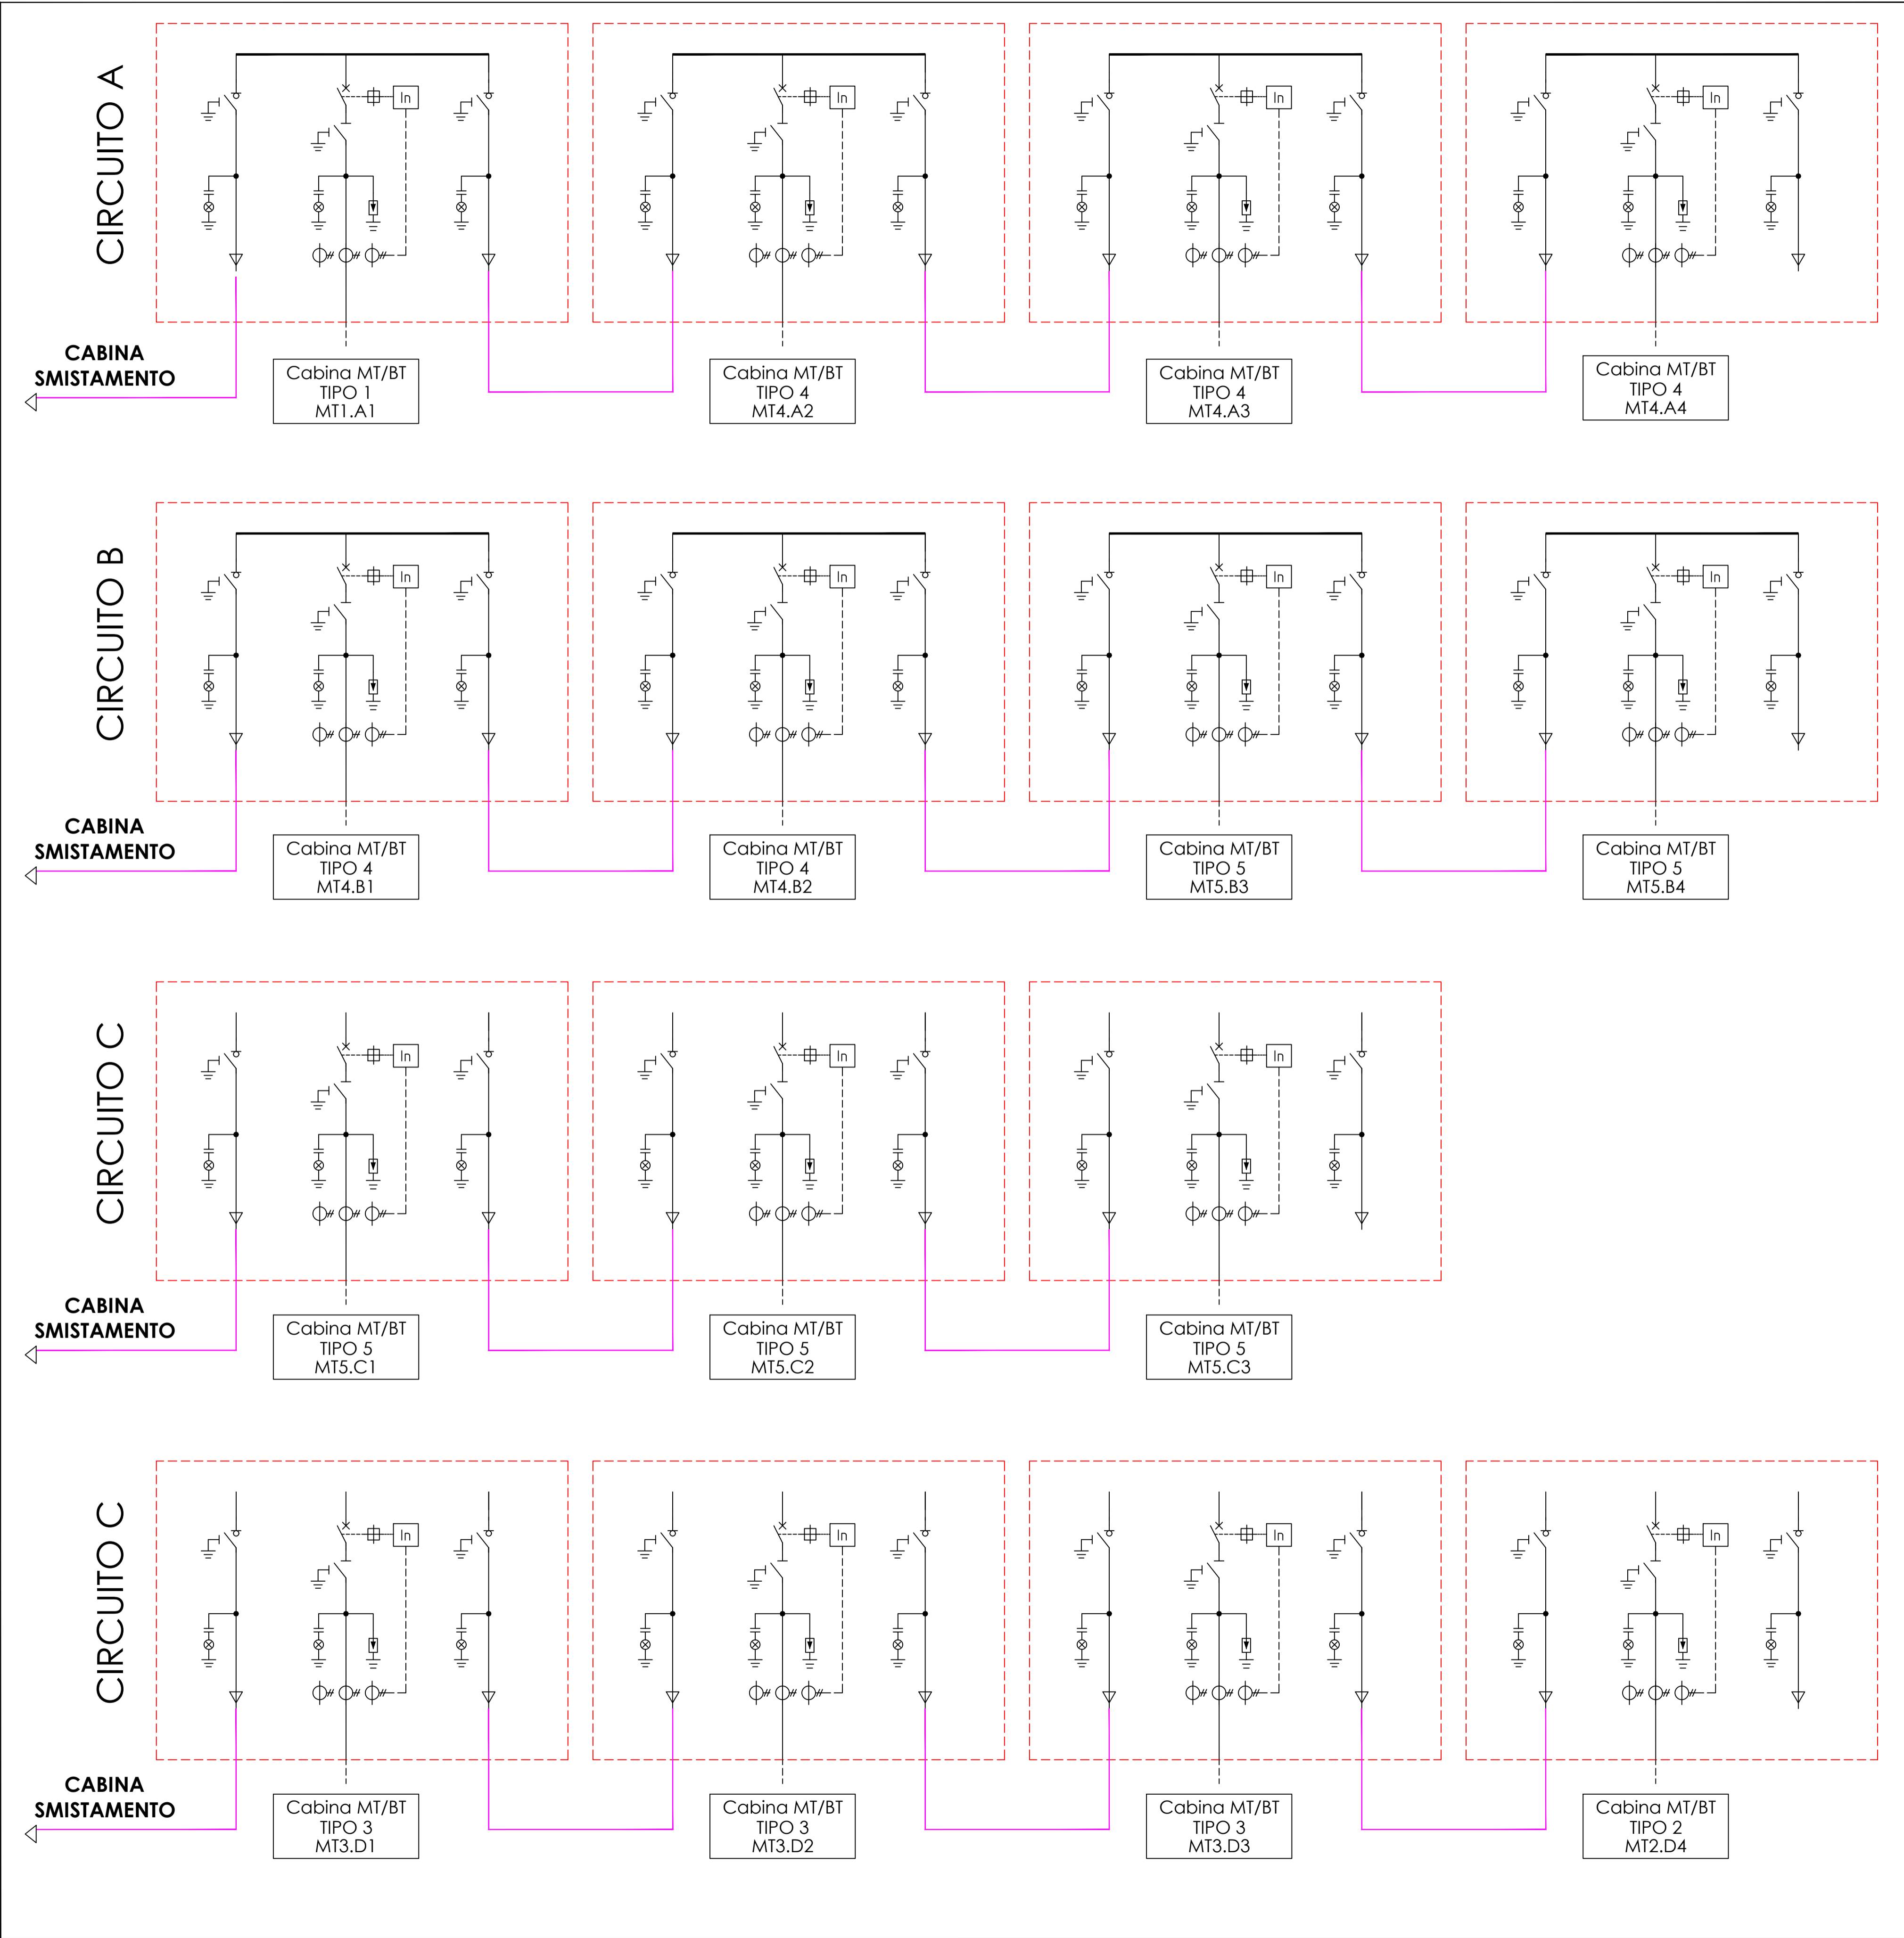 CIRCUITO A
In
In
In
In
CABINA
SMISTAMENTO
Cabina MT/BT
TIPO 1
MT1.A1
Cabina MT/BT
TIPO 4
MT4.A2
Cabina MT/BT
TIPO 4
MT4.A3
Cabina MT/BT
TIPO 4
MT4.A4
CIRCUITO B
In
In
In
In
CABINA
SMISTAMENTO
Cabina MT/BT
TIPO 4
MT4.B1
Cabina MT/BT
TIPO 4
MT4.B2
Cabina MT/BT
TIPO 5
MT5.B3
Cabina MT/BT
TIPO 5
MT5.B4
CIRCUITO C
In
In
In
CABINA
SMISTAMENTO
Cabina MT/BT
TIPO 5
MT5.C1
Cabina MT/BT
TIPO 5
MT5.C2
Cabina MT/BT
TIPO 5
MT5.C3
CIRCUITO C
In
In
In
In
CABINA
SMISTAMENTO
Cabina MT/BT
TIPO 3
MT3.D1
Cabina MT/BT
TIPO 3
MT3.D2
Cabina MT/BT
TIPO 3
MT3.D3
Cabina MT/BT
TIPO 2
MT2.D4